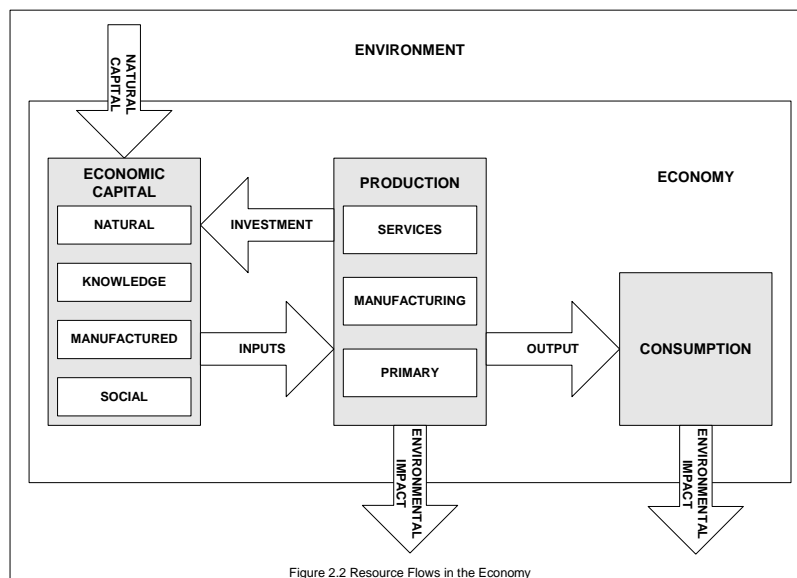 ENVIRONMENT
NATURAL
CAPITAL
ECONOMY
ECONOMIC
CAPITAL
NATURAL
KNOWLEDGE
MANUFACTURED
SOCIAL
INVESTMENT
INPUTS
PRODUCTION
SERVICES
MANUFACTURING
PRIMARY
OUTPUT
CONSUMPTION
ENVIRONMENTAL
IMPACT
ENVIRONMENTAL
IMPACT
Figure 2.2 Resource Flows in the Economy